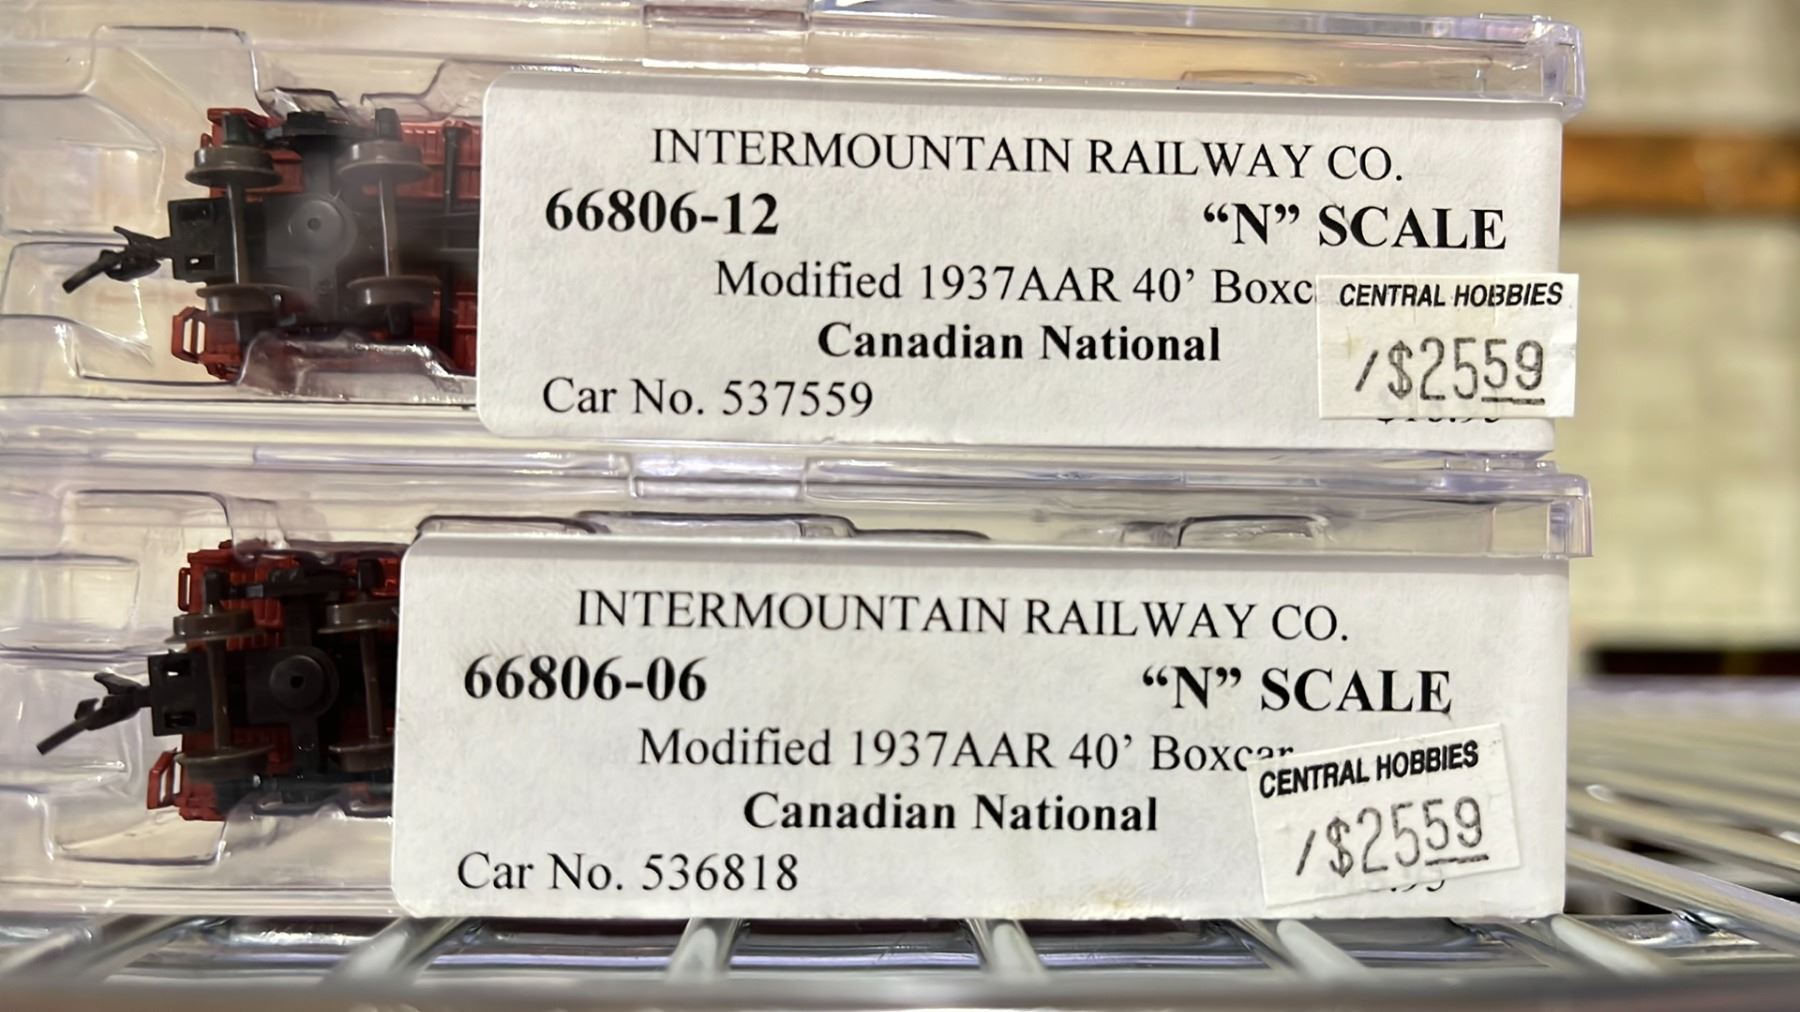 INTERMOUNTAIN RAILWAY CO.
66806-12 “N” SCALE
Modified 1937AAR 40’ Boxc
Canadian National
Car No. 537559
CENTRAL HOBBIES
/$2559
INTERMOUNTAIN RAILWAY CO.
66806-06 “N” SCALE
Modified 1937AAR 40’ Boxcar
Canadian National
Car No. 536818
CENTRAL HOBBIES
/$2559